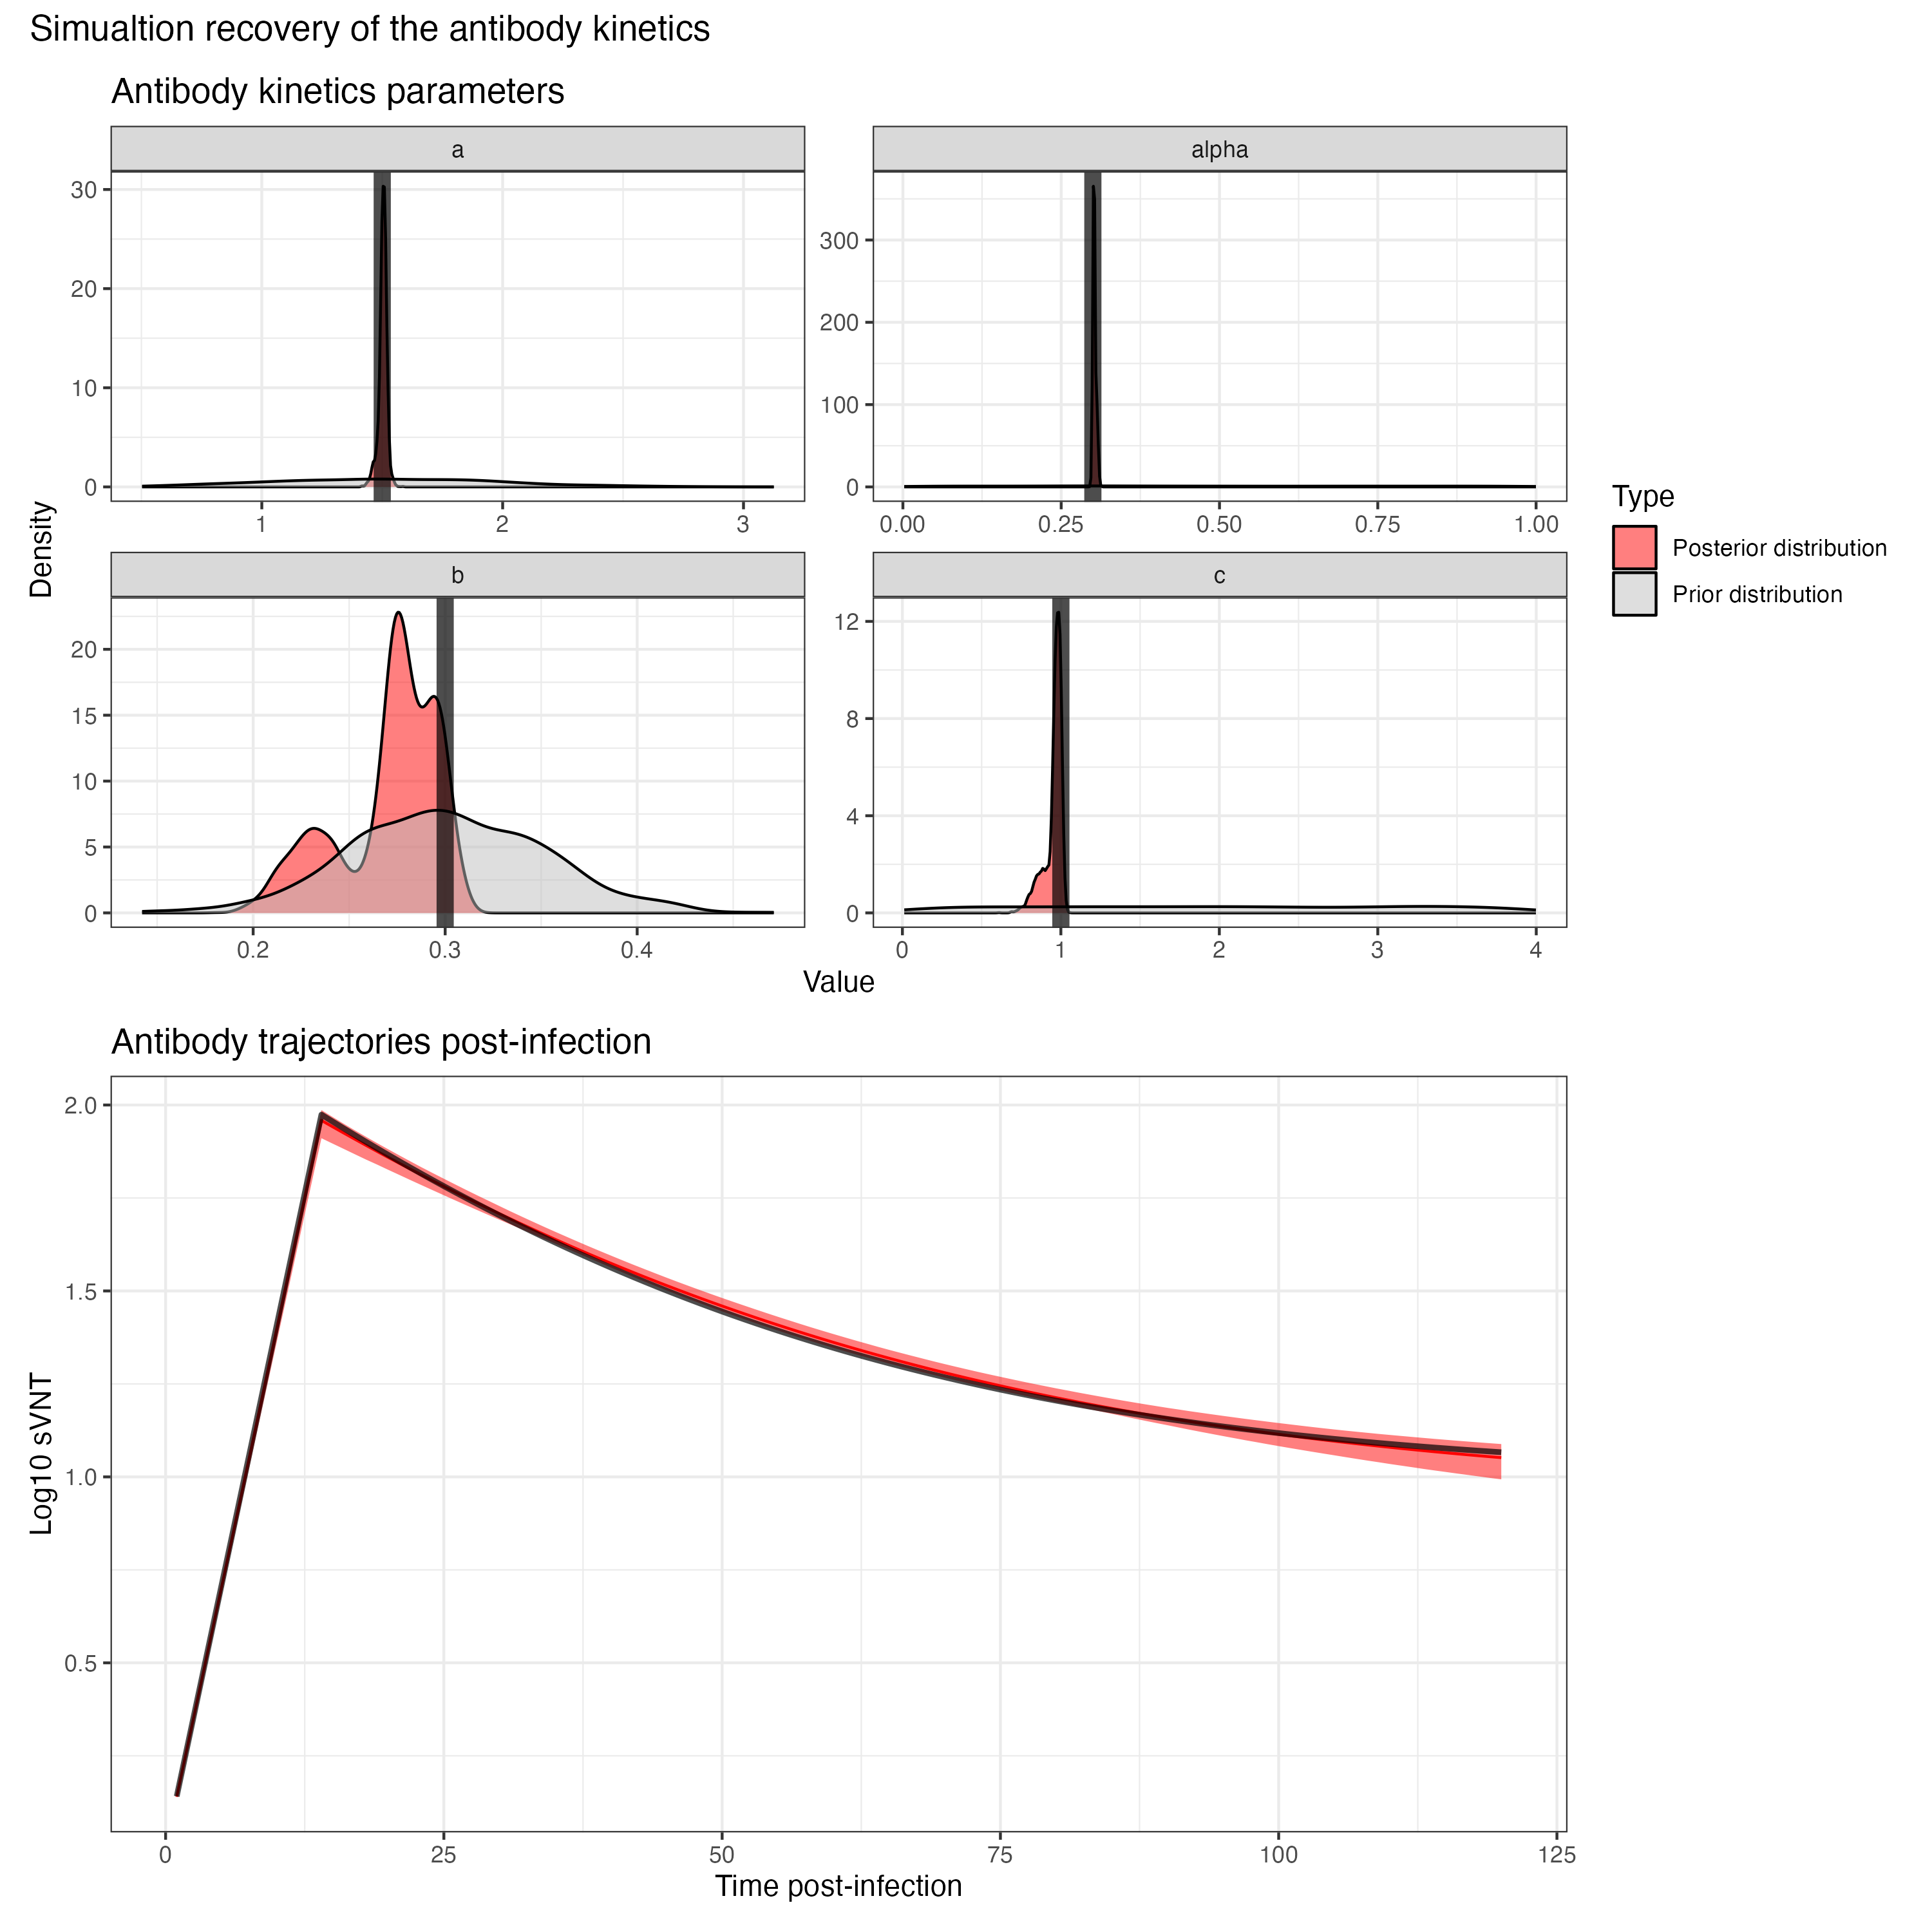 Simualtion recovery of the antibody kinetics
Antibody kinetics parameters
a
alpha
30
20
10
0
300
200
100
0
1 2 3
0.00 0.25 0.50 0.75 1.00
Density
b
c
20
15
10
5
0
12
8
4
0
0.2 0.3 0.4
0 1 2 3 4
Value
Type
Posterior distribution
Prior distribution
Antibody trajectories post-infection
Log10 sVNT
2.0
1.5
1.0
0.5
0 25 50 75 100 125
Time post-infection